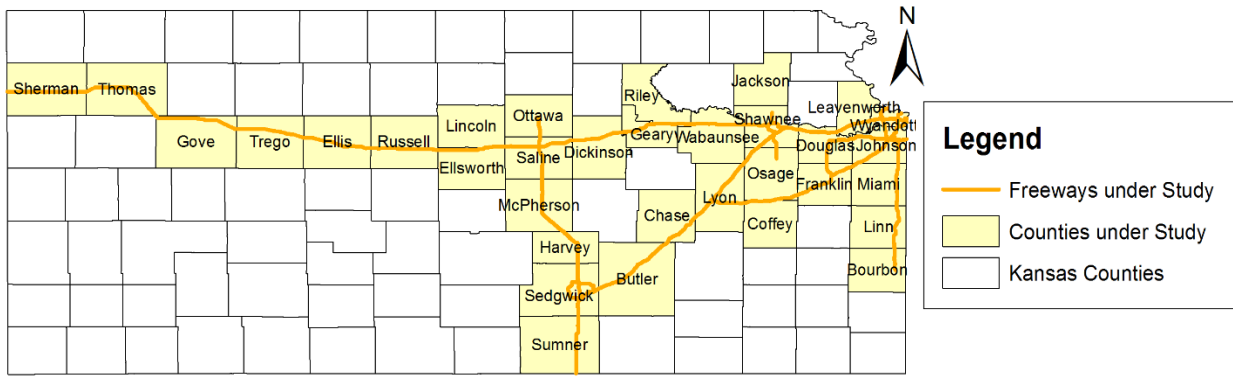 N
Sherman Thomas
Jackson
Riley
Leavenworth
Ottawa
Lincoln
Shawnee
Wyandott
Geary Wabaunsee
Gove Trego Ellis Russell
Saline Dickinson
Douglas Johnson
Ellsworth
Osage
Franklin Miami
Lyon
McPherson
Chase
Coffey
Linn
Harvey
Butler
Bourbon
Sedgwick
Sumner
Legend
Freeways under Study
Counties under Study
Kansas Counties